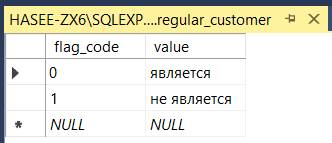 HASEE-ZX6\SQLEXP....regular_customer
flag_code value
0 является
1 не является
NULL NULL